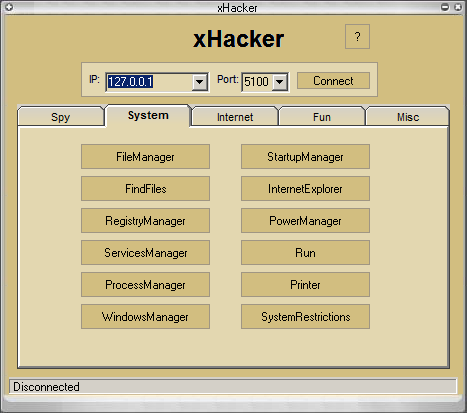 xHacker
xHacker
?
IP: 127.0.0.1 Port: 5100 Connect
Spy System Internet Fun Misc
FileManager StartupManager
FindFiles InternetExplorer
RegistryManager PowerManager
ServicesManager Run
ProcessManager Printer
WindowsManager SystemRestrictions
Disconnected